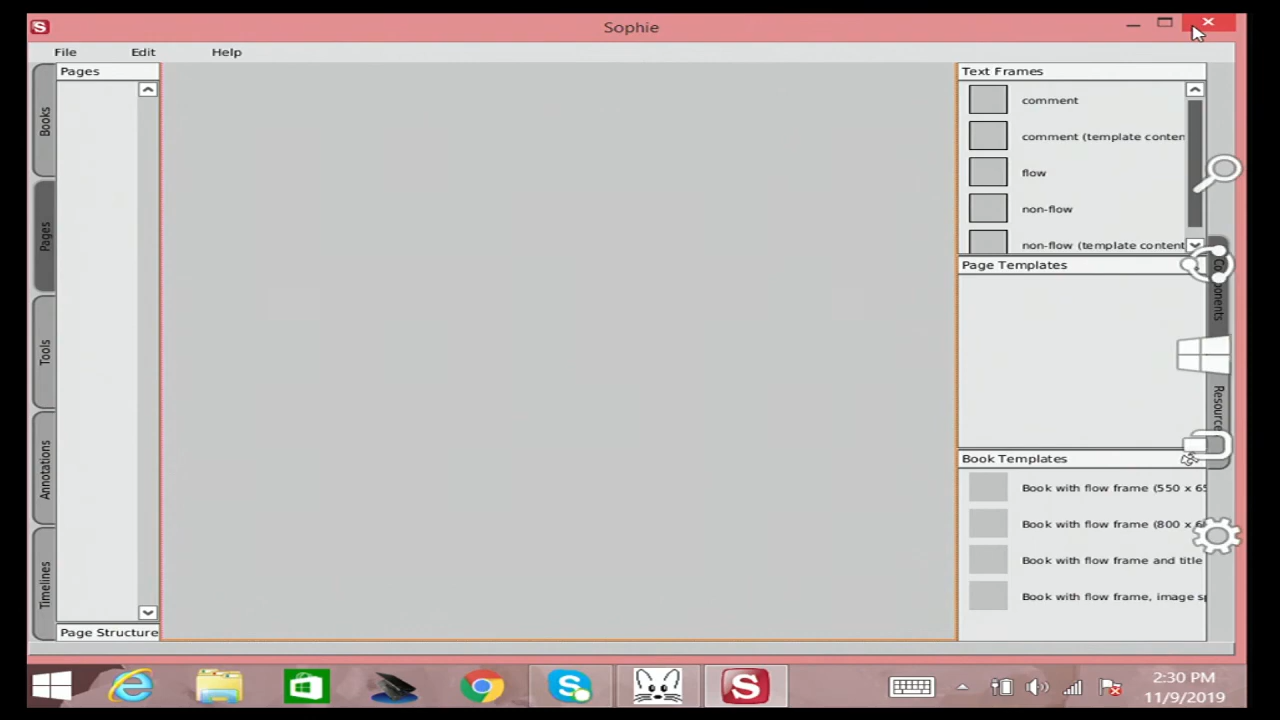 Sophie
File Edit Help
Pages
Books
Pages
Tools
Annotations
Timelines
Page Structure
Text Frames
comment
comment (template conten
flow
non-flow
non-flow (template content
Page Templates
Book Templates
Book with flow frame (550 x 65
Book with flow frame (800 x 6
Book with flow frame and title
Book with flow frame, image sp
Resource
2:30 PM
11/9/2019